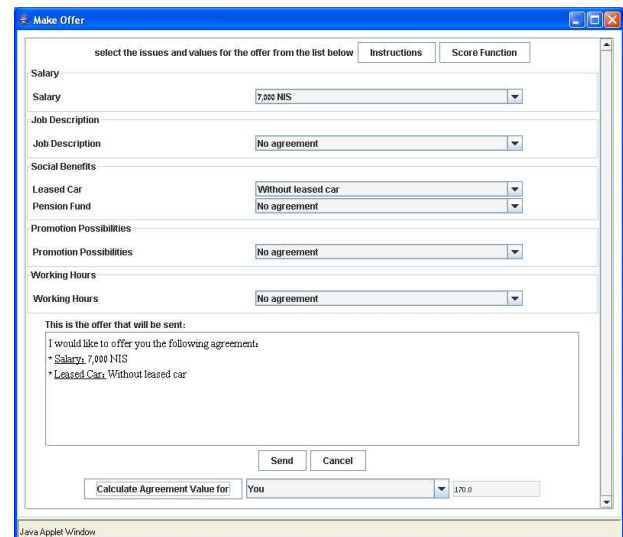 Make Offer
select the issues and values for the offer from the list below Instructions Score Function
Salary
Salary 7,000 NIS
Job Description
Job Description No agreement
Social Benefits
Leased Car Without leased car
Pension Fund No agreement
Promotion Possibilities
Promotion Possibilities No agreement
Working Hours
Working Hours No agreement
This is the offer that will be sent:
I would like to offer you the following agreement:
* Salary: 7,000 NIS
* Leased Car: Without leased car
Send Cancel
Calculate Agreement Value for You 170.0
Java Applet Window